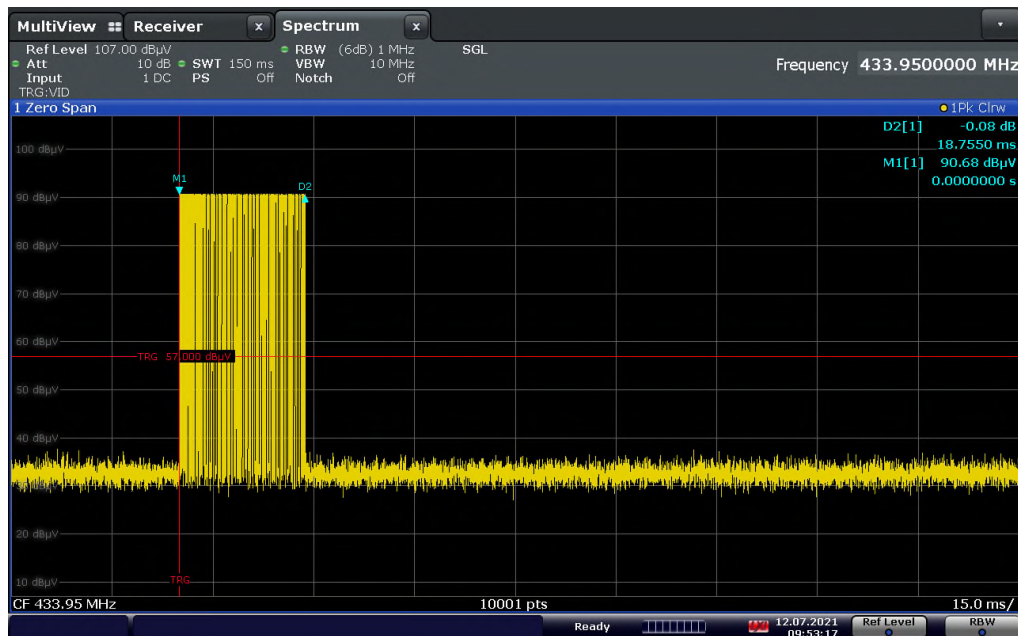 MultiView Receiver x Spectrum x
Ref Level 107.00 dBµV RBW (6dB) 1 MHz SGL
Att 10 dB SWT 150 ms VBW 10 MHz Frequency 433.9500000 MHz
Input 1 DC PS Off Notch Off
TRG:VID
1 Zero Span 1Pk Clrw
D2[1] -0.08 dB
18.7550 ms
M1[1] 90.68 dBµV
0.0000000 s
100 dBµV
M1
D2
90 dBµV
80 dBµV
70 dBµV
60 dBµV
TRG 57.000 dBµV
50 dBµV
40 dBµV
20 dBµV
10 dBµV
TRG
CF 433.95 MHz 10001 pts 15.0 ms/
Ready 12.07.2021 Ref Level RBW
09:53:17